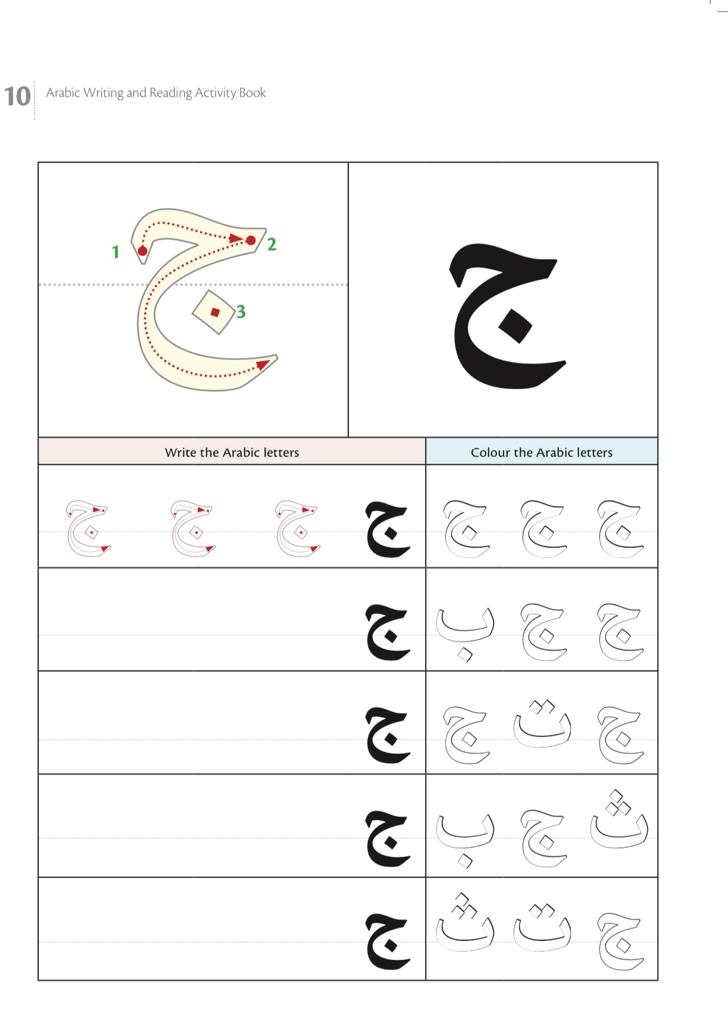 10 Arabic Writing and Reading Activity Book
1 2 3 ج
Write the Arabic letters Colour the Arabic letters
ج ج ج ج ج ج ج
ج ب ج ج
ج ج ت ج
ج ب ج ث
ج ث ت ج